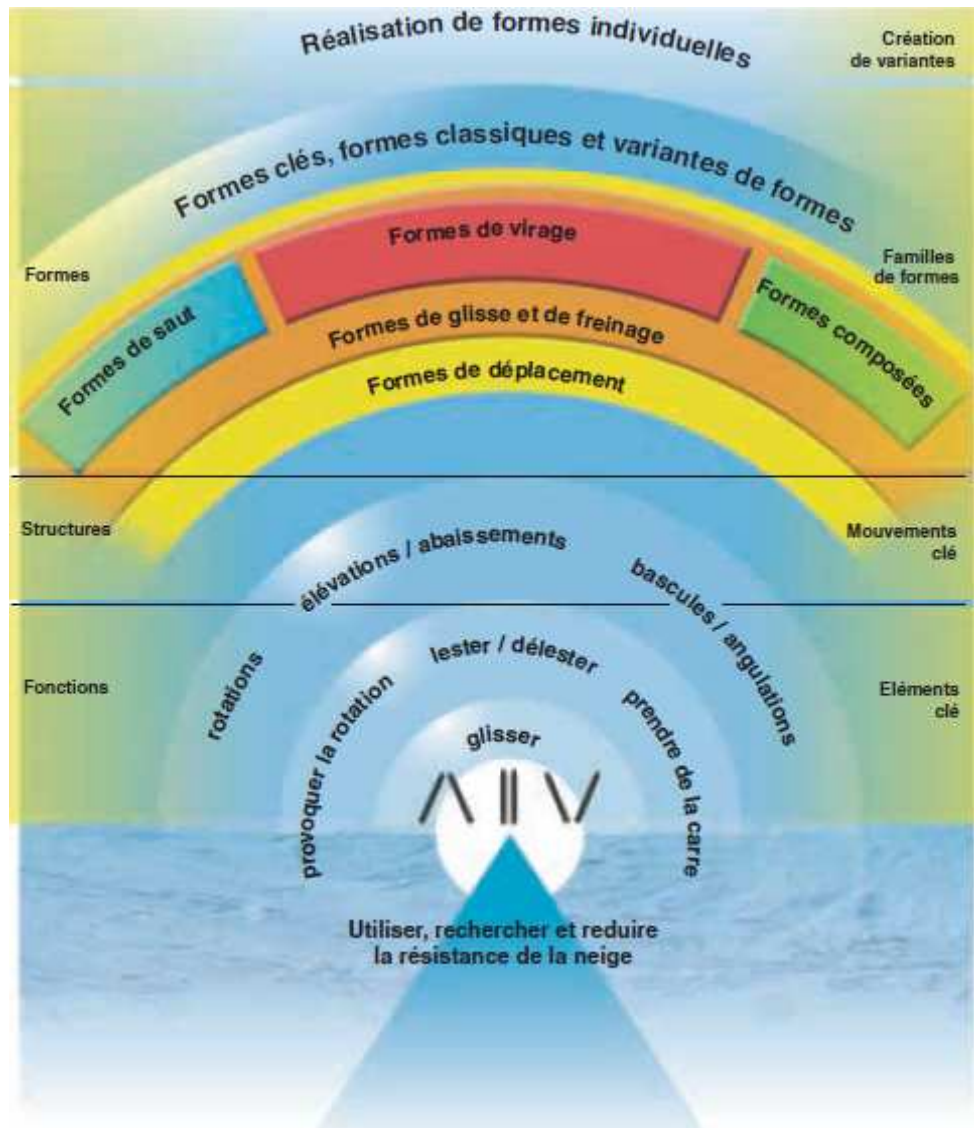 Réalisation de formes individuelles
Création
de variantes
Formes clés, formes classiques et variantes de formes
Formes de virage
Formes
Familles
de formes
Formes de saut
Formes composées
Formes de glisse et de freinage
Formes de déplacement
Structures
Mouvements
clé
élévations / abaissements
bascules / angulations
rotations
lester / délester
Fonctions
Eléments
clé
provoquer la rotation
prendre de la carre
glisser
Utiliser, rechercher et reduire
la résistance de la neige